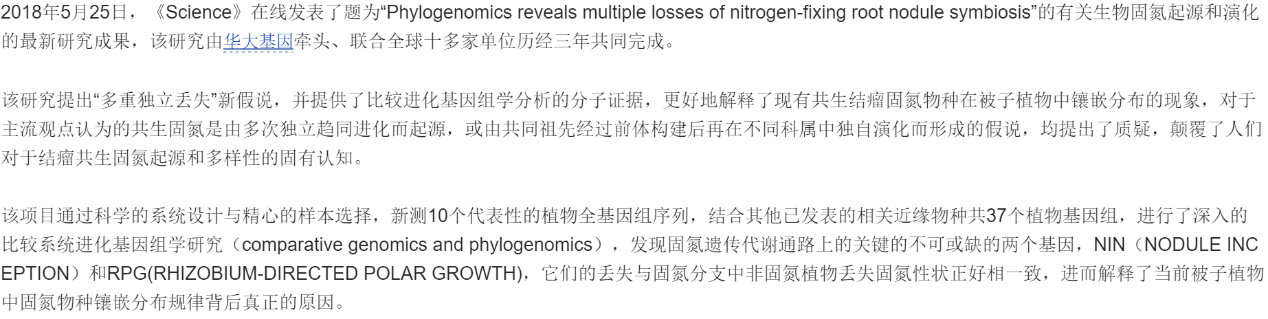 2018年5月25日，《Science》在线发表了题为“Phylogenomics reveals multiple losses of nitrogen-fixing root nodule symbiosis”的有关生物固氮起源和演化
的最新研究成果，该研究由华大基因牵头、联合全球十多家单位历经三年共同完成。
该研究提出“多重独立丢失”新假说，并提供了比较进化基因组学分析的分子证据，更好地解释了现有共生结瘤固氮物种在被子植物中镶嵌分布的现象，对于
主流观点认为的共生固氮是由多次独立趋同进化而起源，或由共同祖先经过前体构建后再在不同科属中独自演化而形成的假说，均提出了质疑，颠覆了人们
对于结瘤共生固氮起源和多样性的固有认知。
该项目通过科学的系统设计与精心的样本选择，新测10个代表性的植物全基因组序列，结合其他已发表的相关近缘物种共37个植物基因组，进行了深入的
比较系统进化基因组学研究（comparative genomics and phylogenomics），发现固氮遗传代谢通路上的关键的不可或缺的两个基因，NIN（NODULE INC
EPTION）和RPG(RHIZOBIUM-DIRECTED POLAR GROWTH)，它们的丢失与固氮分支中非固氮植物丢失固氮性状正好相一致，进而解释了当前被子植物
中固氮物种镶嵌分布规律背后真正的原因。